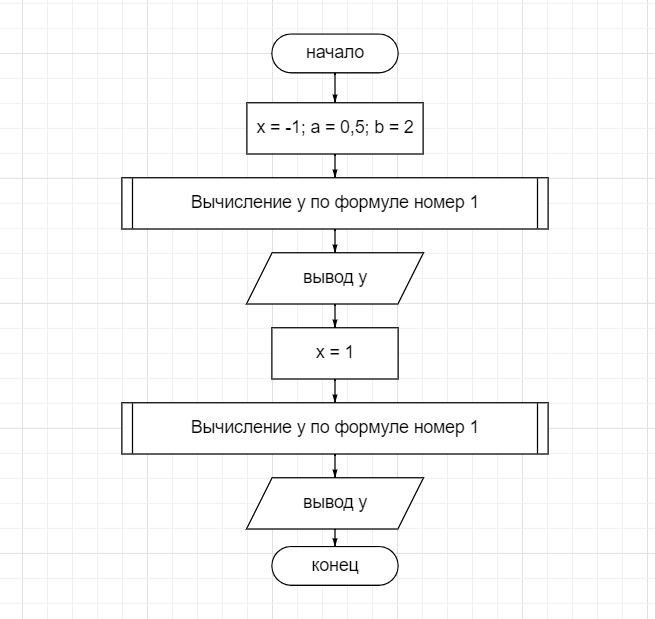 начало
x = -1; a = 0,5; b = 2
Вычисление y по формуле номер 1
вывод y
x = 1
Вычисление y по формуле номер 1
вывод y
конец